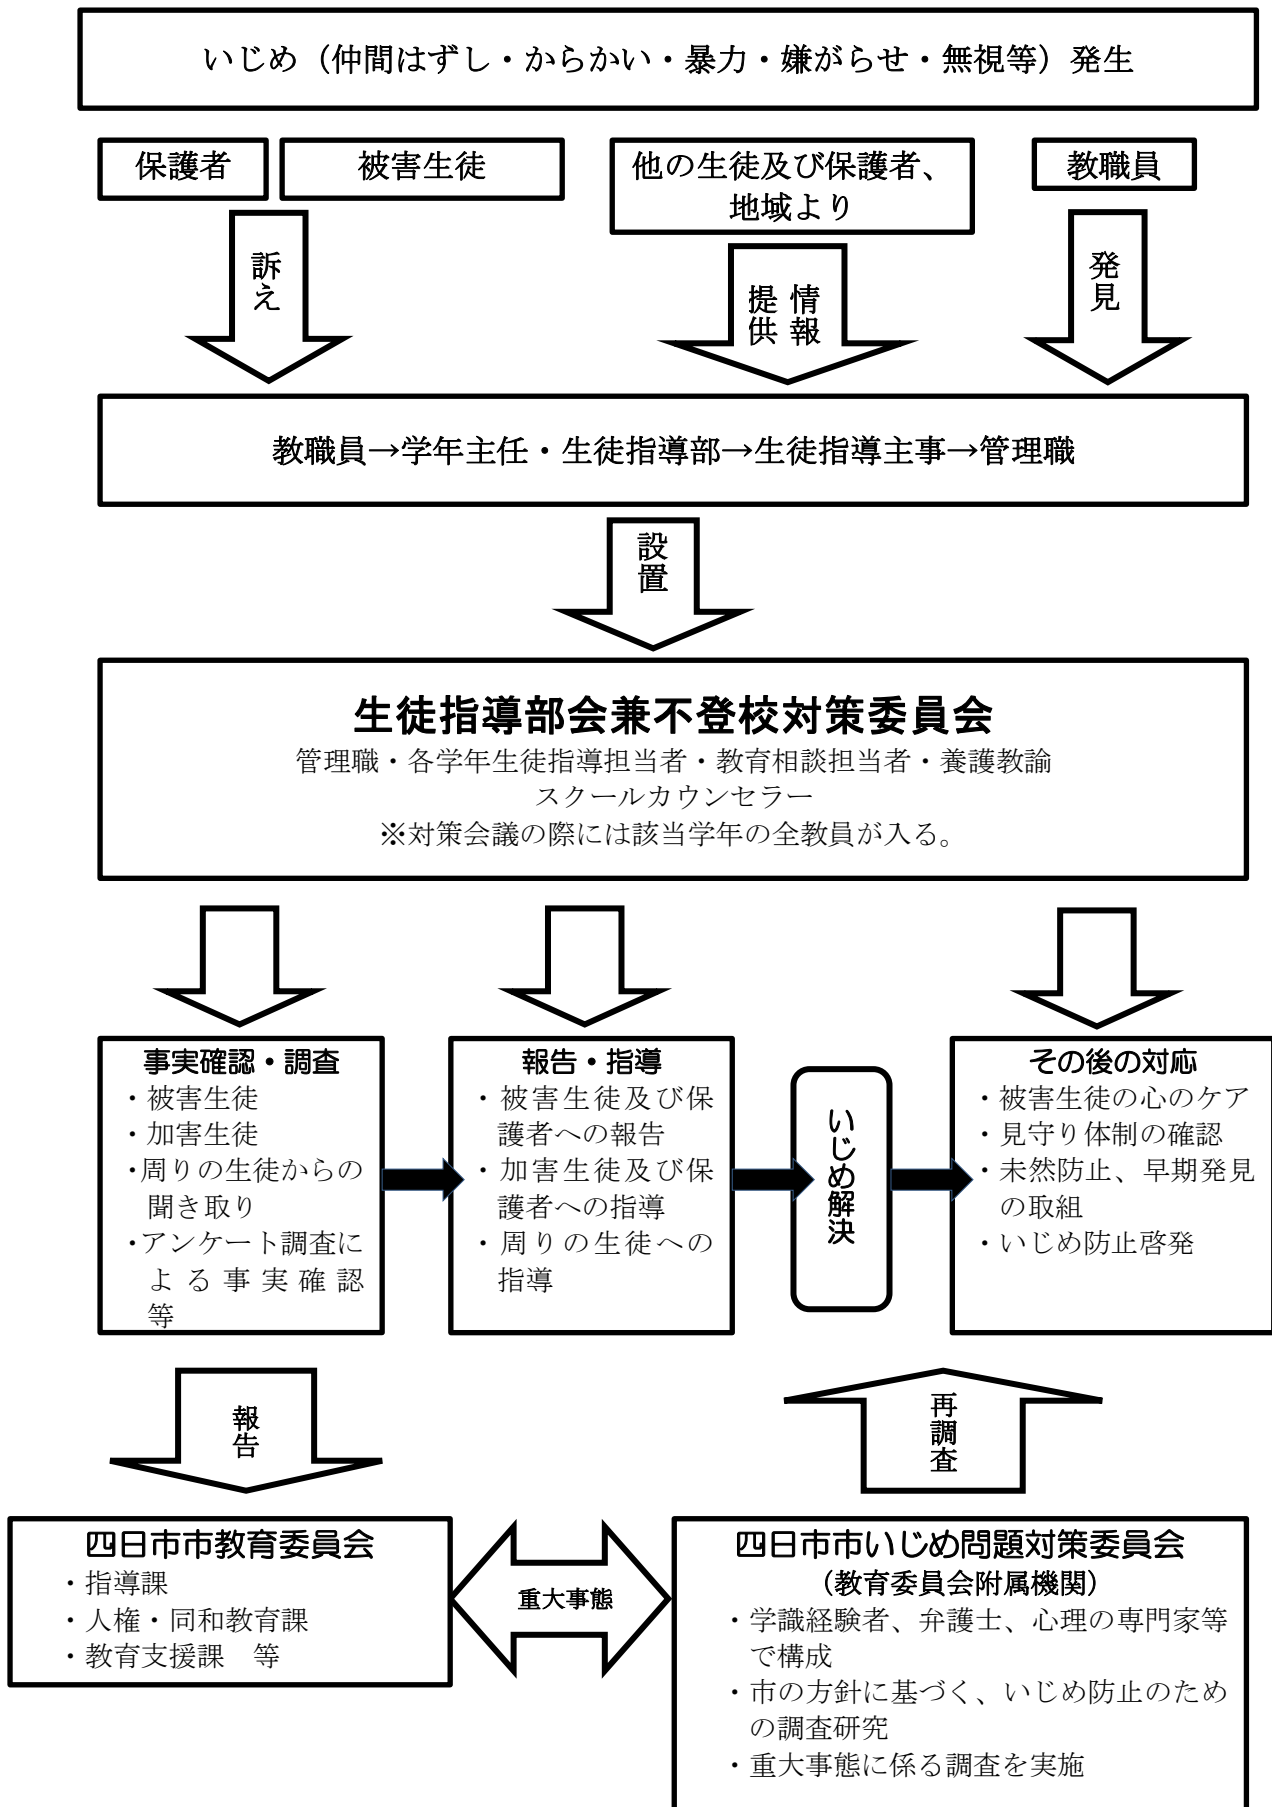 いじめ（仲間はずし・からかい・暴力・嫌がらせ・無視等）発生
保護者
被害生徒
他の生徒及び保護者、
地域より
教職員
訴え
情報
提供
発見
教職員→学年主任・生徒指導部→生徒指導主事→管理職
設置
生徒指導部会兼不登校対策委員会
管理職・各学年生徒指導担当者・教育相談担当者・養護教諭
スクールカウンセラー
※対策会議の際には該当学年の全教員が入る。
事実確認・調査
・被害生徒
・加害生徒
・周りの生徒からの
聞き取り
・アンケート調査に
よる事実確認
等
報告・指導
・被害生徒及び保
護者への報告
・加害生徒及び保
護者への指導
・周りの生徒への
指導
いじめ解決
その後の対応
・被害生徒の心のケア
・見守り体制の確認
・未然防止、早期発見
の取組
・いじめ防止啓発
報告
再調査
四日市市教育委員会
・指導課
・人権・同和教育課
・教育支援課　等
重大事態
四日市市いじめ問題対策委員会
（教育委員会附属機関）
・学識経験者、弁護士、心理の専門家等
で構成
・市の方針に基づく、いじめ防止のため
の調査研究
・重大事態に係る調査を実施